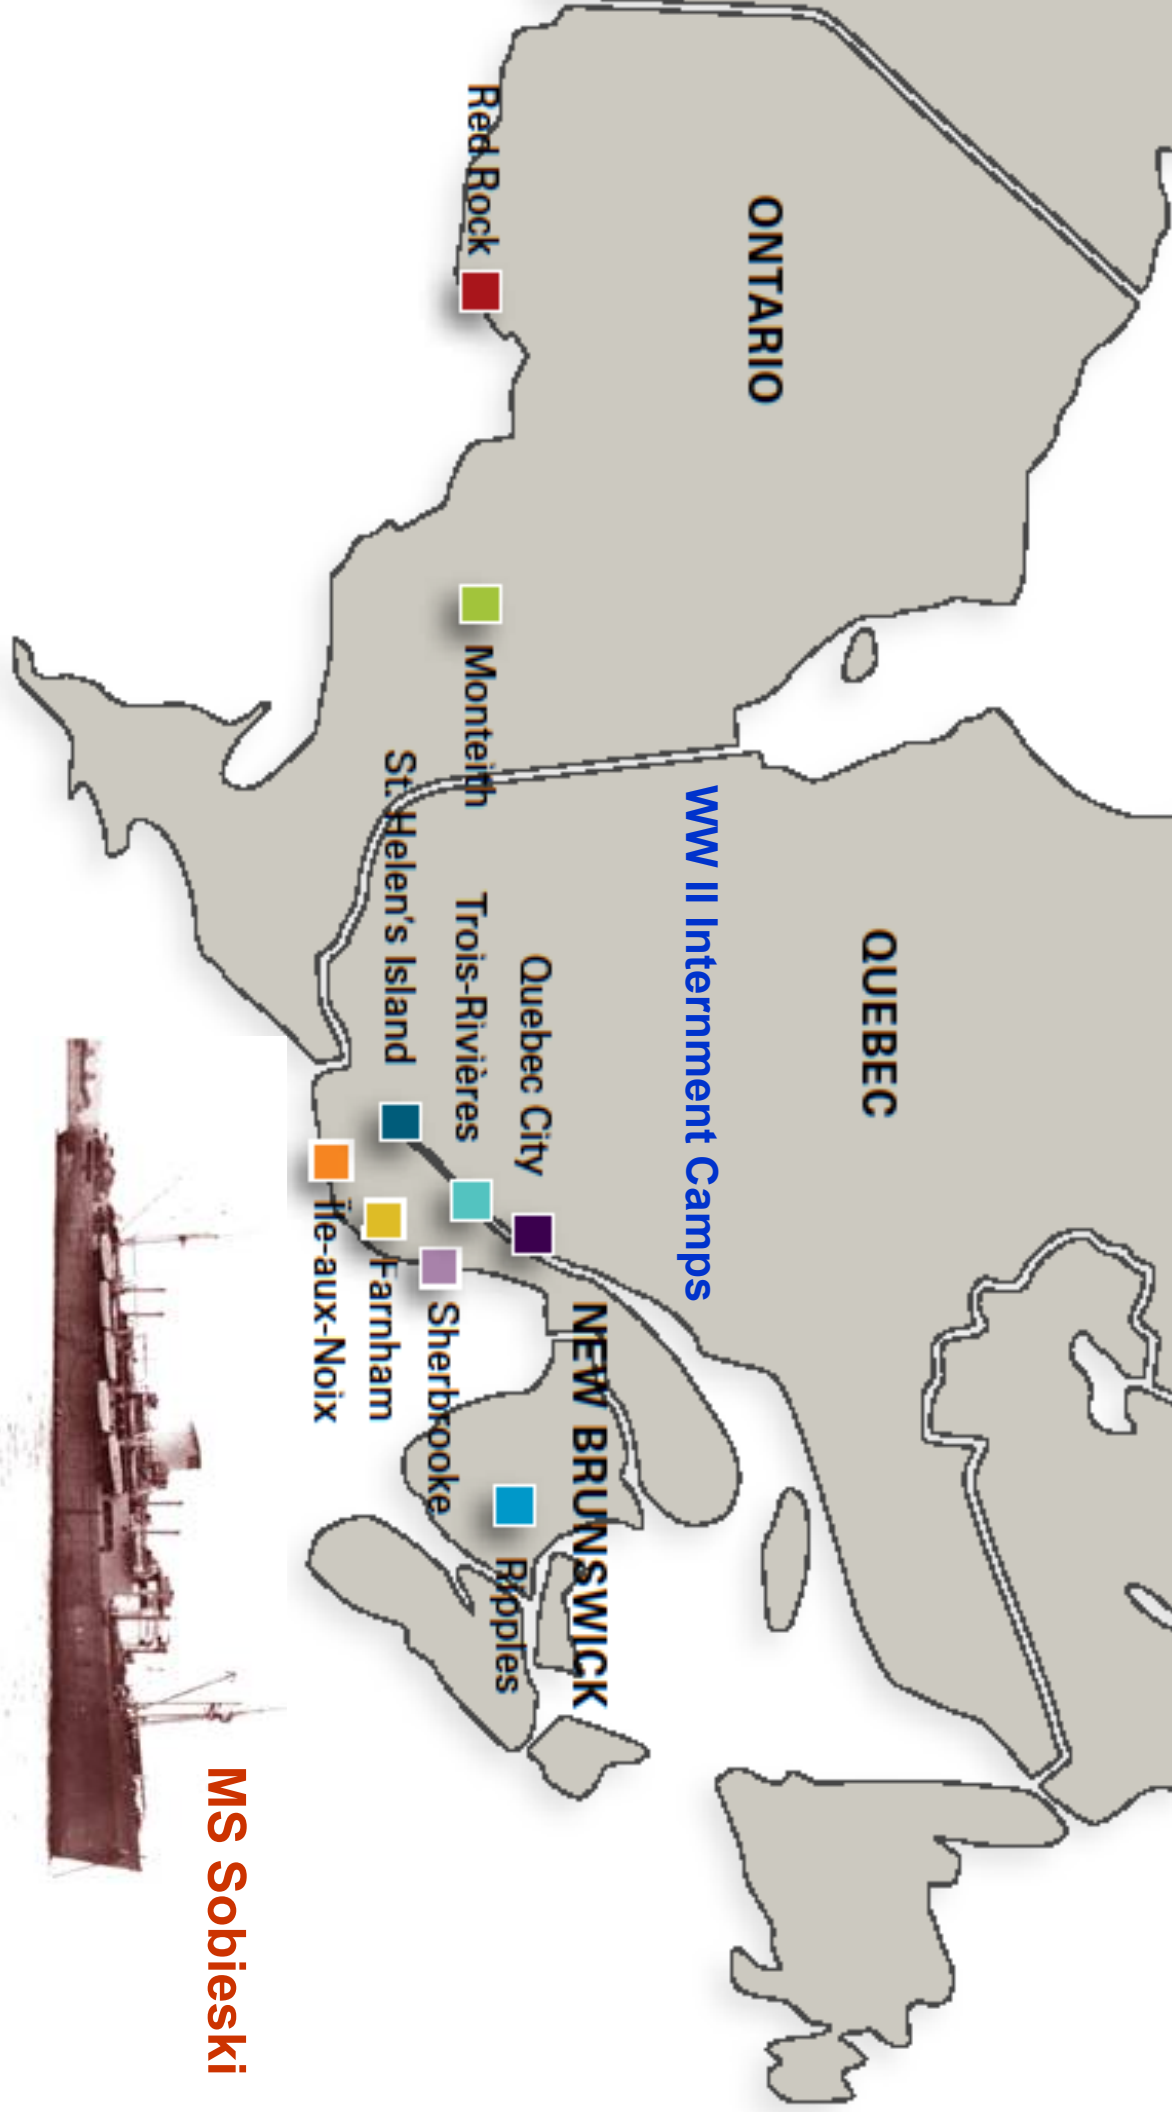 ONTARIO
QUEBEC
WW II Internment Camps
NEW BRUNSWICK
Red Rock
Monteith
Quebec City
Trois-Rivières
St. Helen's Island
Ripples
Sherbrooke
Farnham
Île-aux-Noix
MS Sobieski